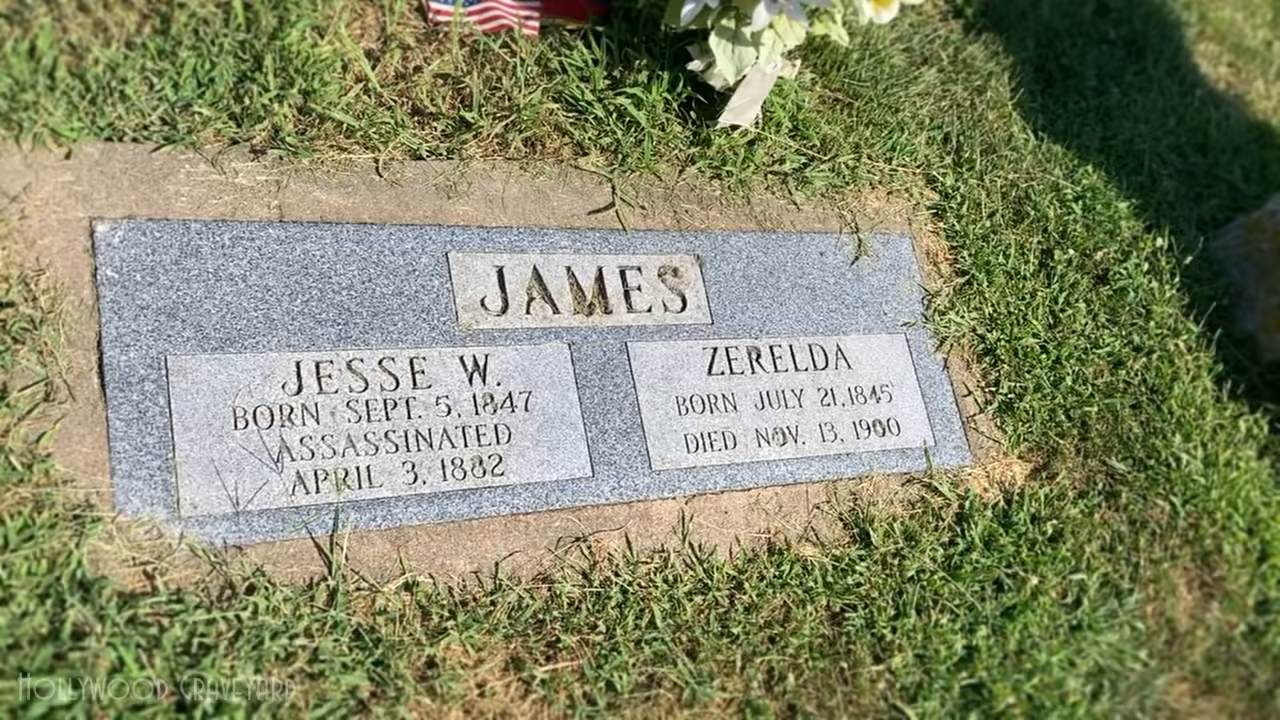 JAMES
JESSE W.
BORN SEPT. 5, 1847
ASSASSINATED
APRIL 3, 1882
ZERELDA
BORN JULY 21, 1845
DIED NOV. 13, 1900
HOLLYWOOD GRAVEYARD